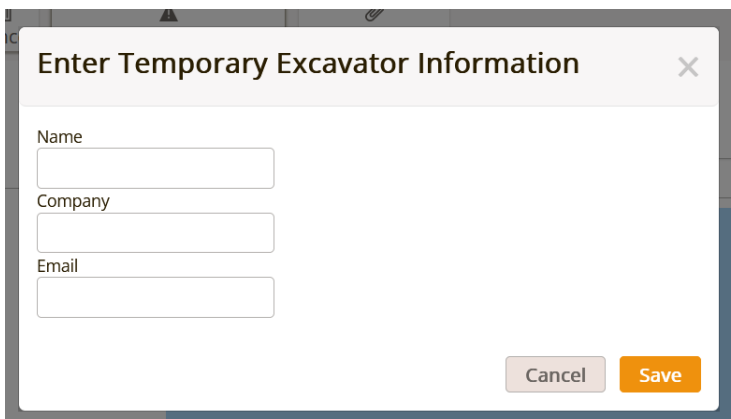 Enter Temporary Excavator Information
Name
Company
Email
Cancel Save